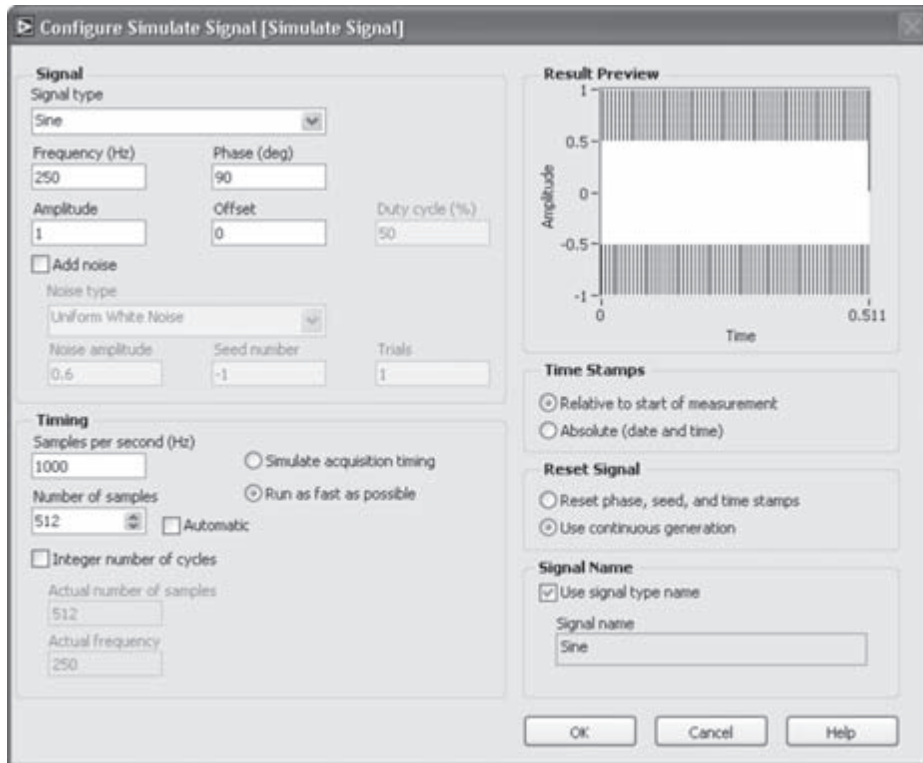 Configure Simulate Signal [Simulate Signal]
Signal
Signal type
Sine
Frequency (Hz)
Phase (deg)
250
90
Amplitude
Offset
Duty cycle (%)
1
0
50
Add noise
Noise type
Uniform White Noise
Noise amplitude
Seed number
Trials
0.6
-1
1
Timing
Samples per second (Hz)
1000
Simulate acquisition timing
Run as fast as possible
Number of samples
512
Automatic
Integer number of cycles
Actual number of samples
512
Actual frequency
250
Result Preview
Amplitude
1
0.5
0
-0.5
-1
0
0.511
Time
Time Stamps
Relative to start of measurement
Absolute (date and time)
Reset Signal
Reset phase, seed, and time stamps
Use continuous generation
Signal Name
Use signal type name
Signal name
Sine
OK
Cancel
Help